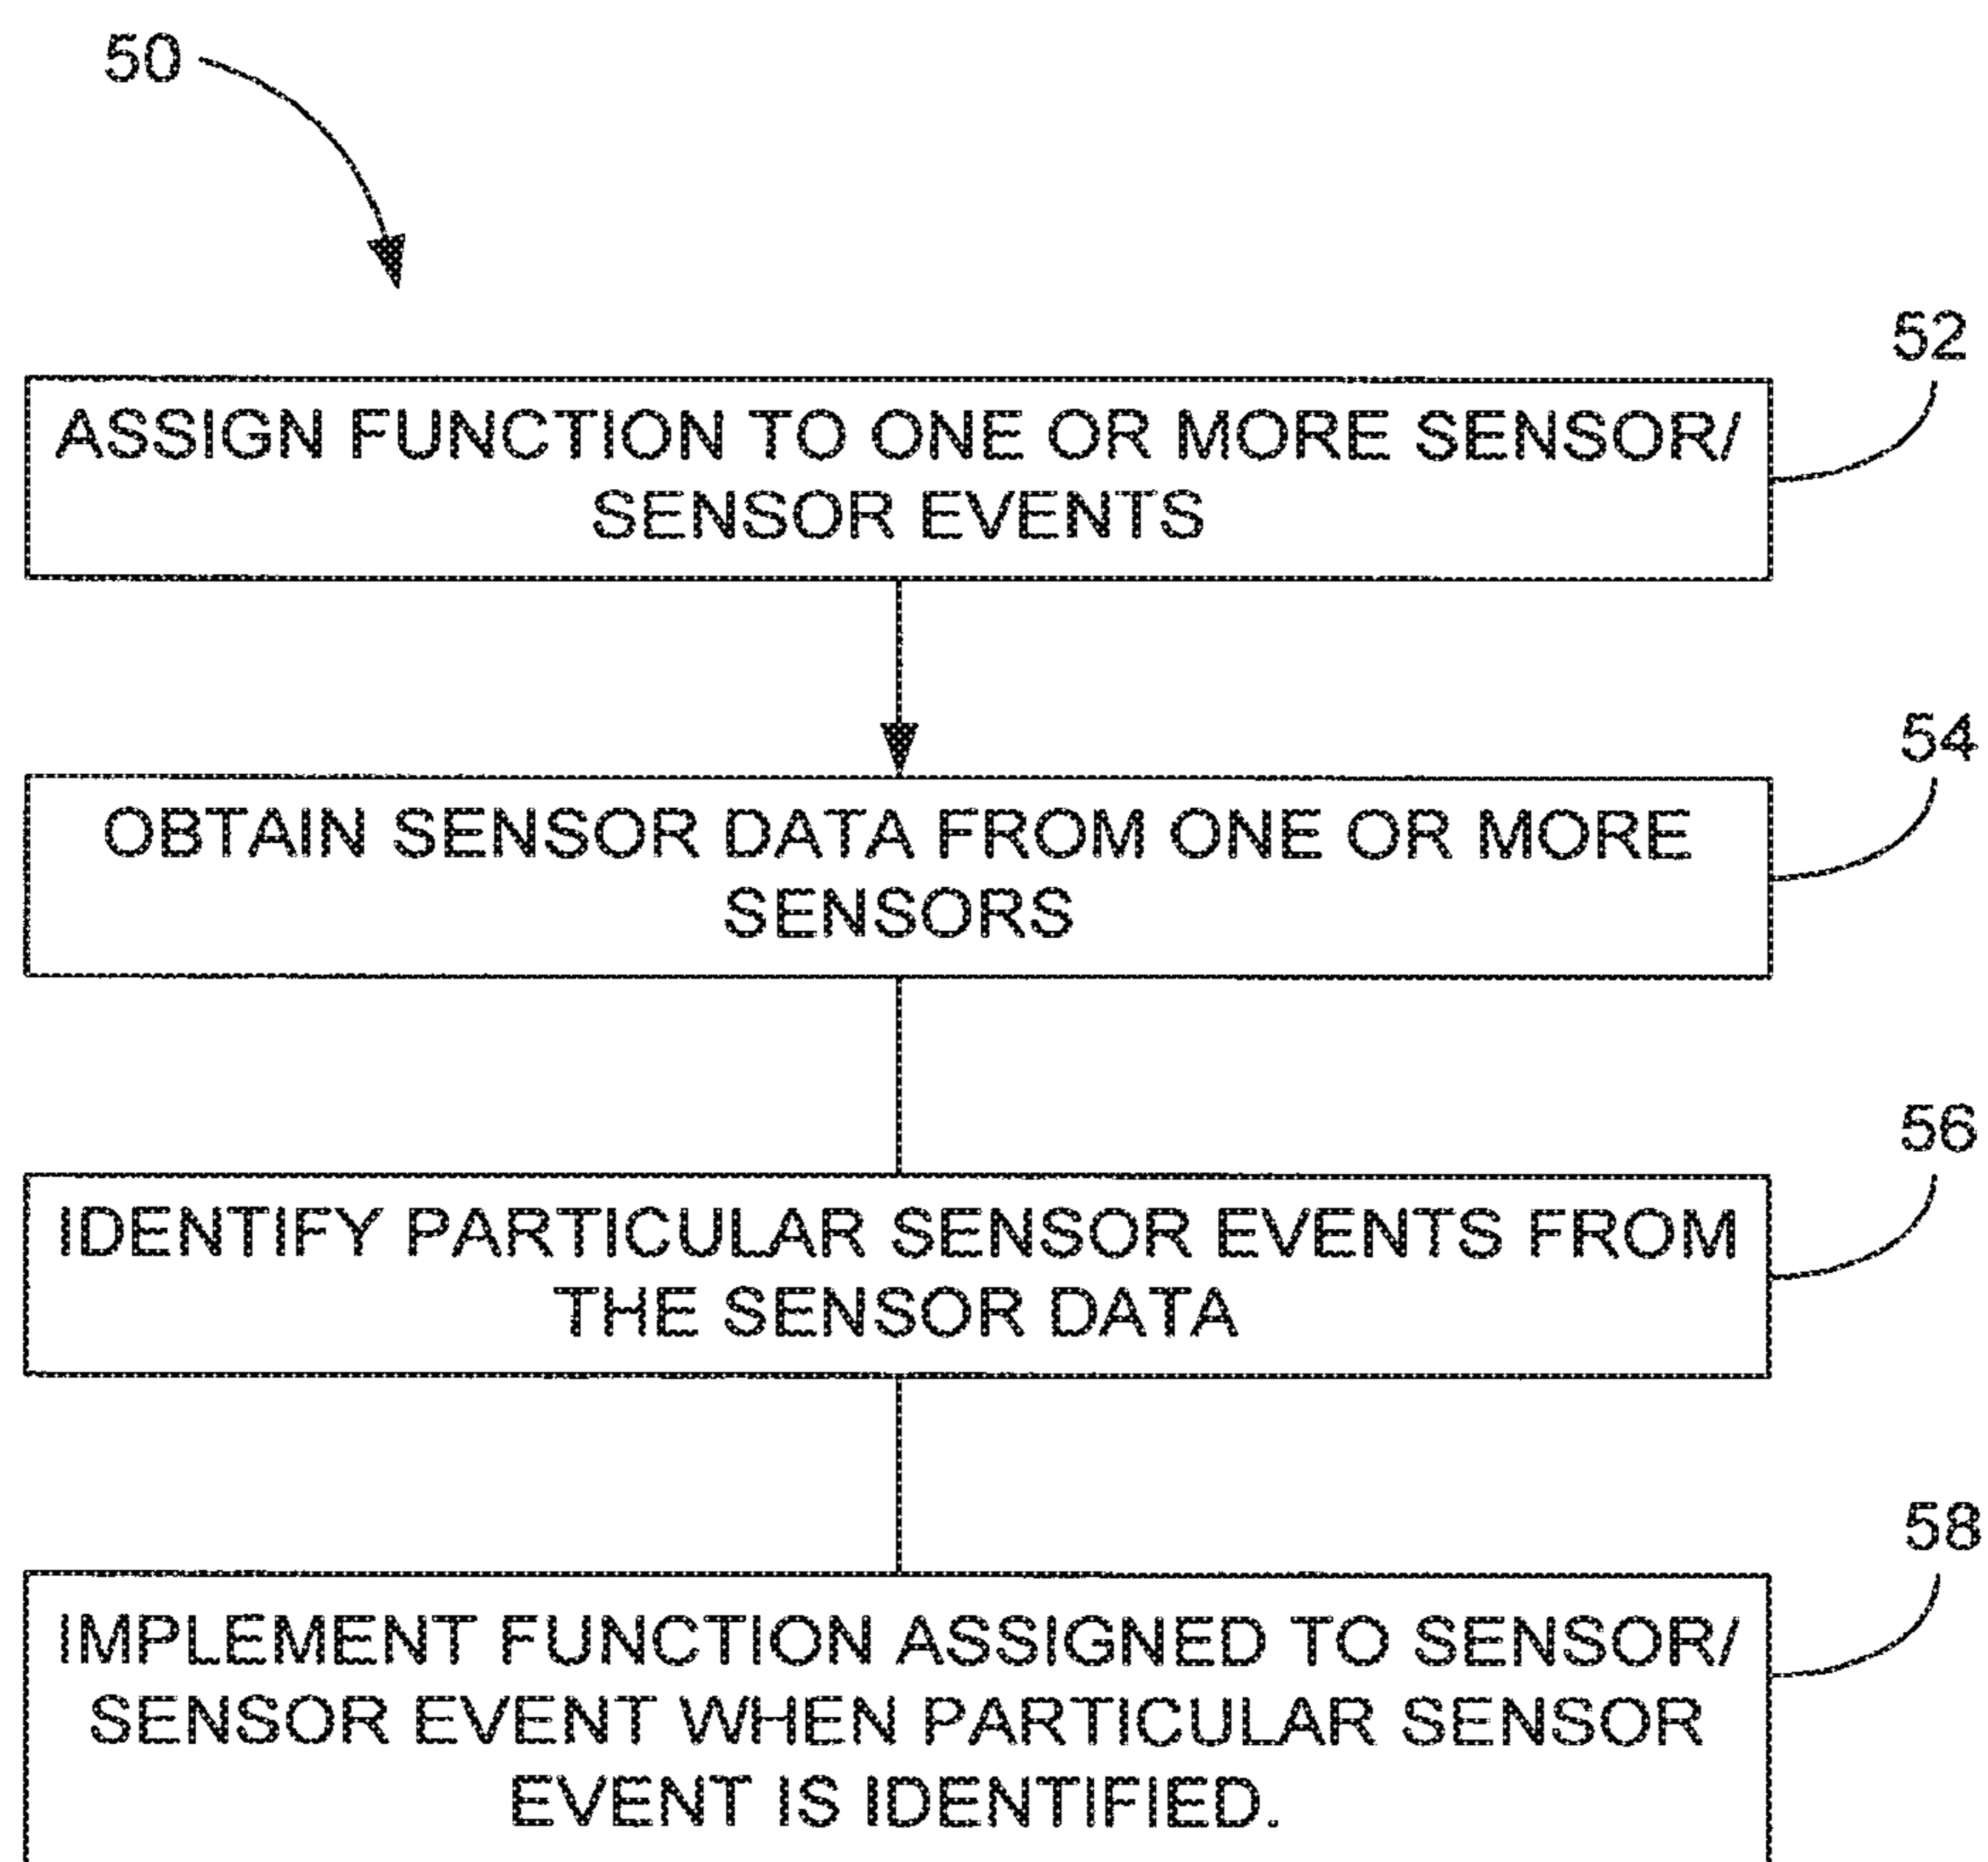 50
52
ASSIGN FUNCTION TO ONE OR MORE SENSOR/
SENSOR EVENTS
54
OBTAIN SENSOR DATA FROM ONE OR MORE
SENSORS
56
IDENTIFY PARTICULAR SENSOR EVENTS FROM
THE SENSOR DATA
58
IMPLEMENT FUNCTION ASSIGNED TO SENSOR/
SENSOR EVENT WHEN PARTICULAR SENSOR
EVENT IS IDENTIFIED.